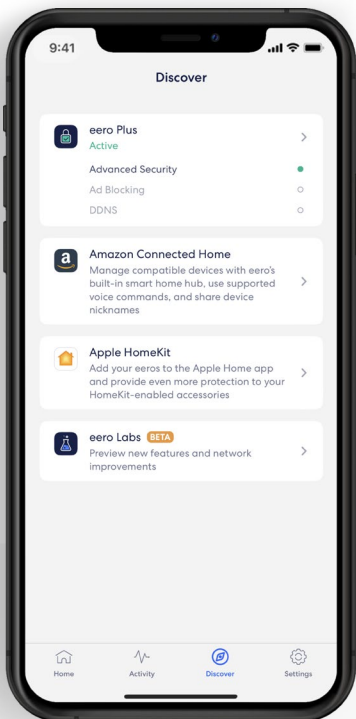 9:41
Discover
eero Plus
Active
Advanced Security
Ad Blocking
DDNS
a
Amazon Connected Home
Manage compatible devices with eero's
built-in smart home hub, use supported
voice commands, and share device
nicknames
Apple HomeKit
Add your eeros to the Apple Home app
and provide even more protection to your
HomeKit-enabled accessories
eero Labs BETA
Preview new features and network
improvements
Home Activity Discover Settings